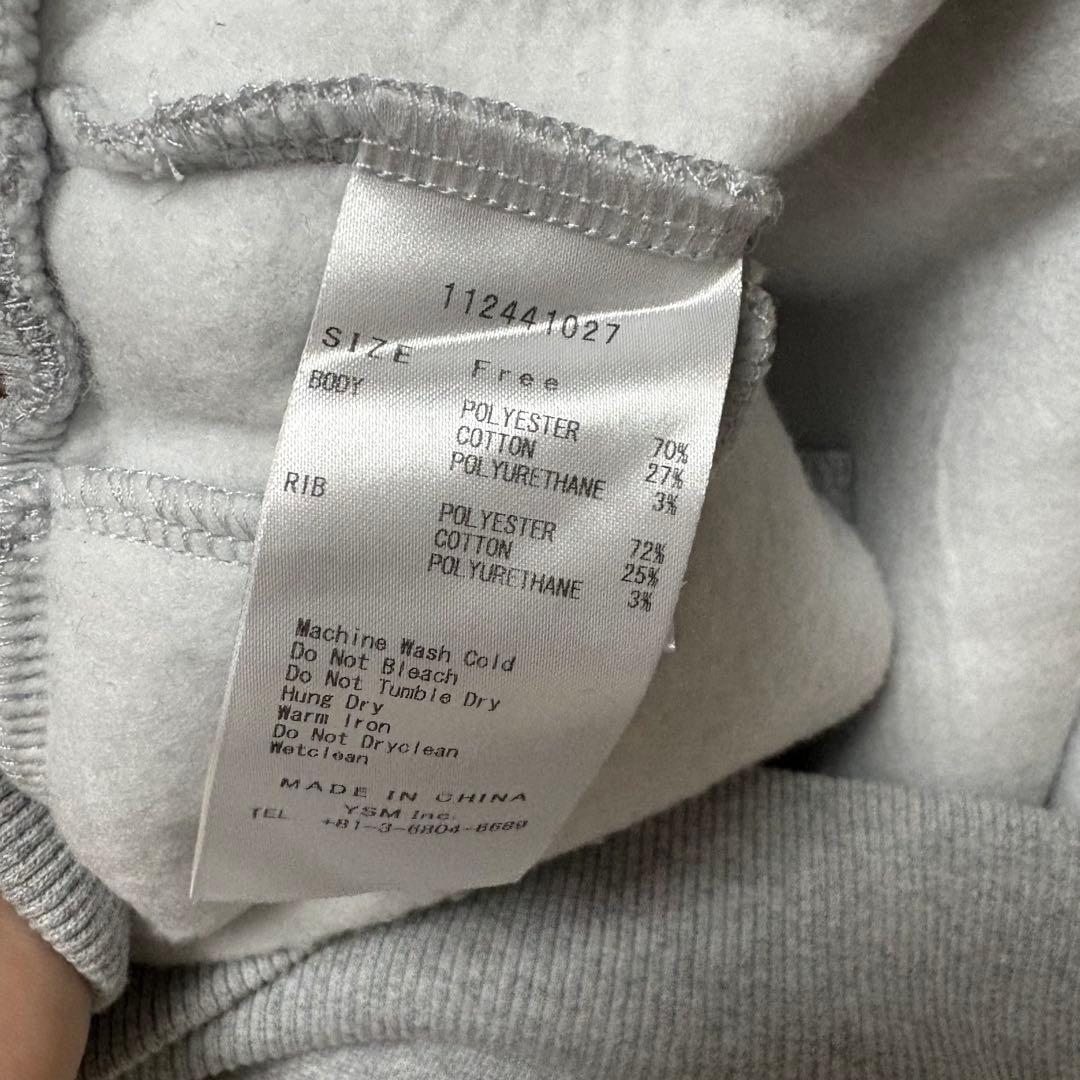 112441027
SIZE Free
BODY
POLYESTER 70%
COTTON 27%
POLYURETHANE 3%
RIB
POLYESTER 72%
COTTON 25%
POLYURETHANE 3%
Machine Wash Cold
Do Not Bleach
Do Not Tumble Dry
Hung Dry
Warm Iron
Do Not Dryclean
Wetclean
MADE IN CHINA
YSM Inc.
TEL +81-3-6804-6689